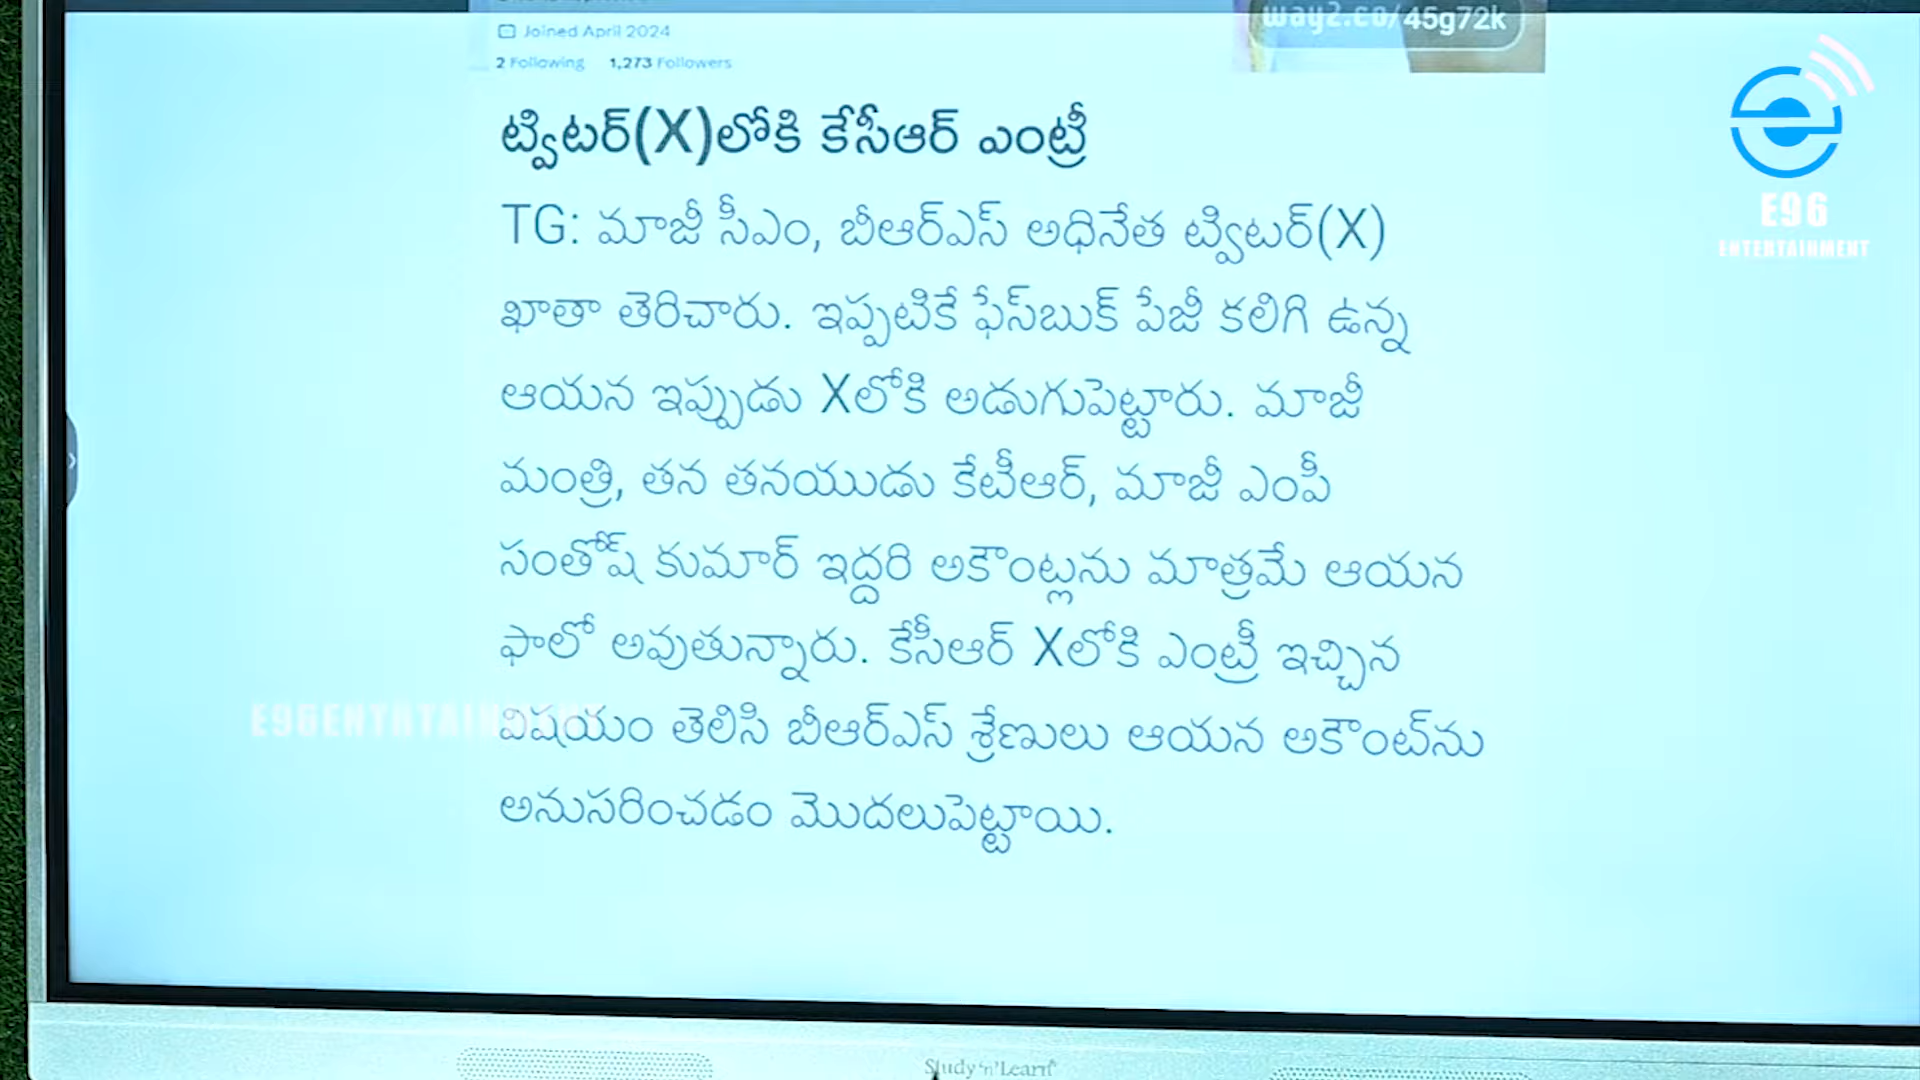 Joined April 2024
2 Following 1,273 Followers
way2.co/45g72k
E96
ENTERTAINMENT
ట్విటర్(X)లోకి కేసీఆర్ ఎంట్రీ
TG: మాజీ సీఎం, బీఆర్ఎస్ అధినేత ట్విటర్(X)
ఖాతా తెరిచారు. ఇప్పటికే ఫేస్‌బుక్ పేజీ కలిగి ఉన్న
ఆయన ఇప్పుడు Xలోకి అడుగుపెట్టారు. మాజీ
మంత్రి, తన తనయుడు కేటీఆర్, మాజీ ఎంపీ
సంతోష్ కుమార్ ఇద్దరి అకౌంట్లను మాత్రమే ఆయన
ఫాలో అవుతున్నారు. కేసీఆర్ Xలోకి ఎంట్రీ ఇచ్చిన
విషయం తెలిసి బీఆర్ఎస్ శ్రేణులు ఆయన అకౌంట్‌ను
అనుసరించడం మొదలుపెట్టాయి.
E96ENTRTAINMENT
Study 'n' Learn